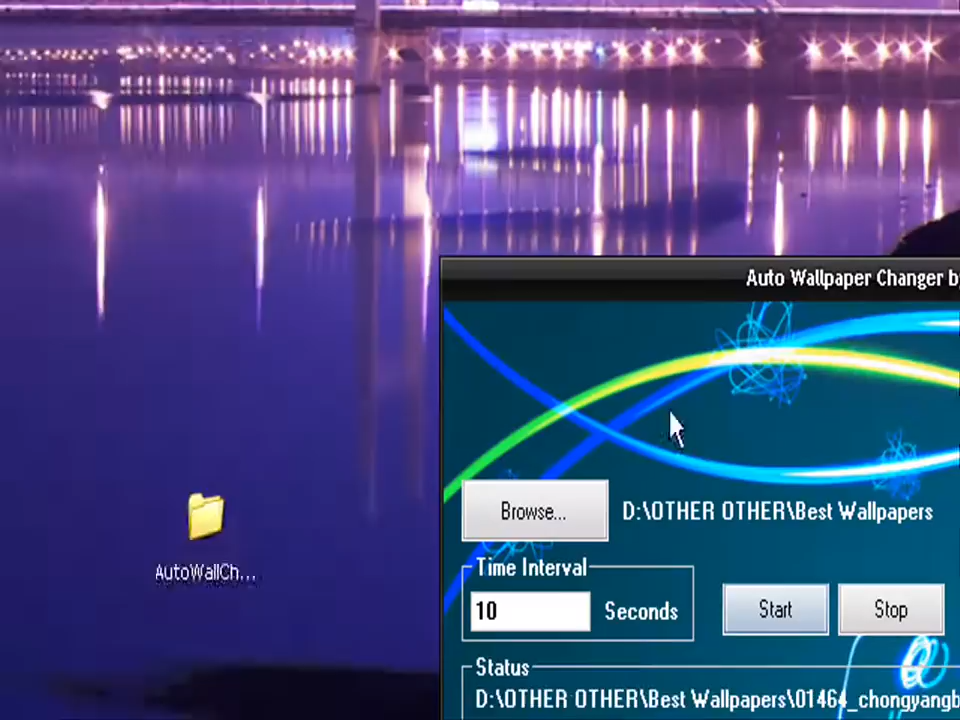 Auto Wallpaper Changer by
Browse...
D:\OTHER OTHER\Best Wallpapers
AutoWallCh...
Time Interval
10
Seconds
Start
Stop
Status
D:\OTHER OTHER\Best Wallpapers\01464_chongyangb